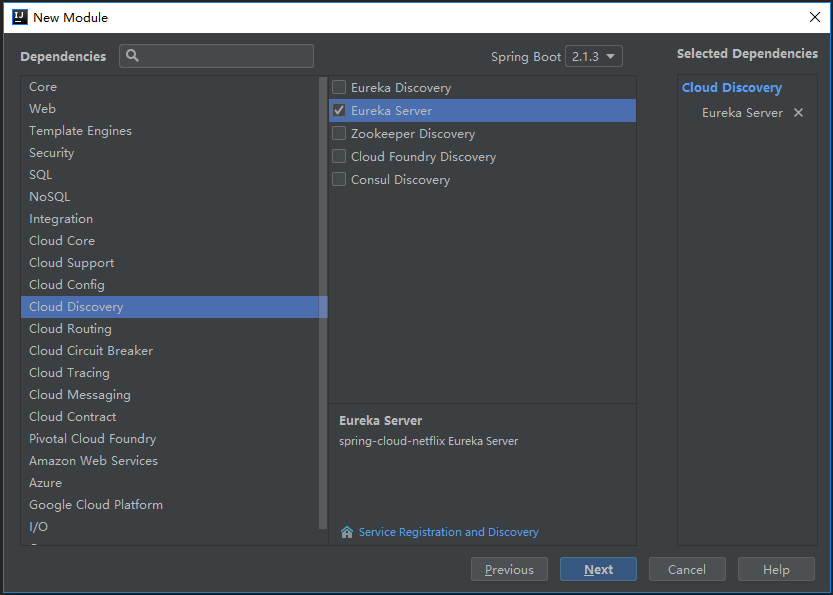 New Module
Dependencies
Spring Boot 2.1.3
Selected Dependencies
Core
Web
Template Engines
Security
SQL
NoSQL
Integration
Cloud Core
Cloud Support
Cloud Config
Cloud Discovery
Cloud Routing
Cloud Circuit Breaker
Cloud Tracing
Cloud Messaging
Cloud Contract
Pivotal Cloud Foundry
Amazon Web Services
Azure
Google Cloud Platform
I/O
Eureka Discovery
Eureka Server
Zookeeper Discovery
Cloud Foundry Discovery
Consul Discovery
Eureka Server
spring-cloud-netflix Eureka Server
Service Registration and Discovery
Cloud Discovery
Eureka Server
Previous
Next
Cancel
Help